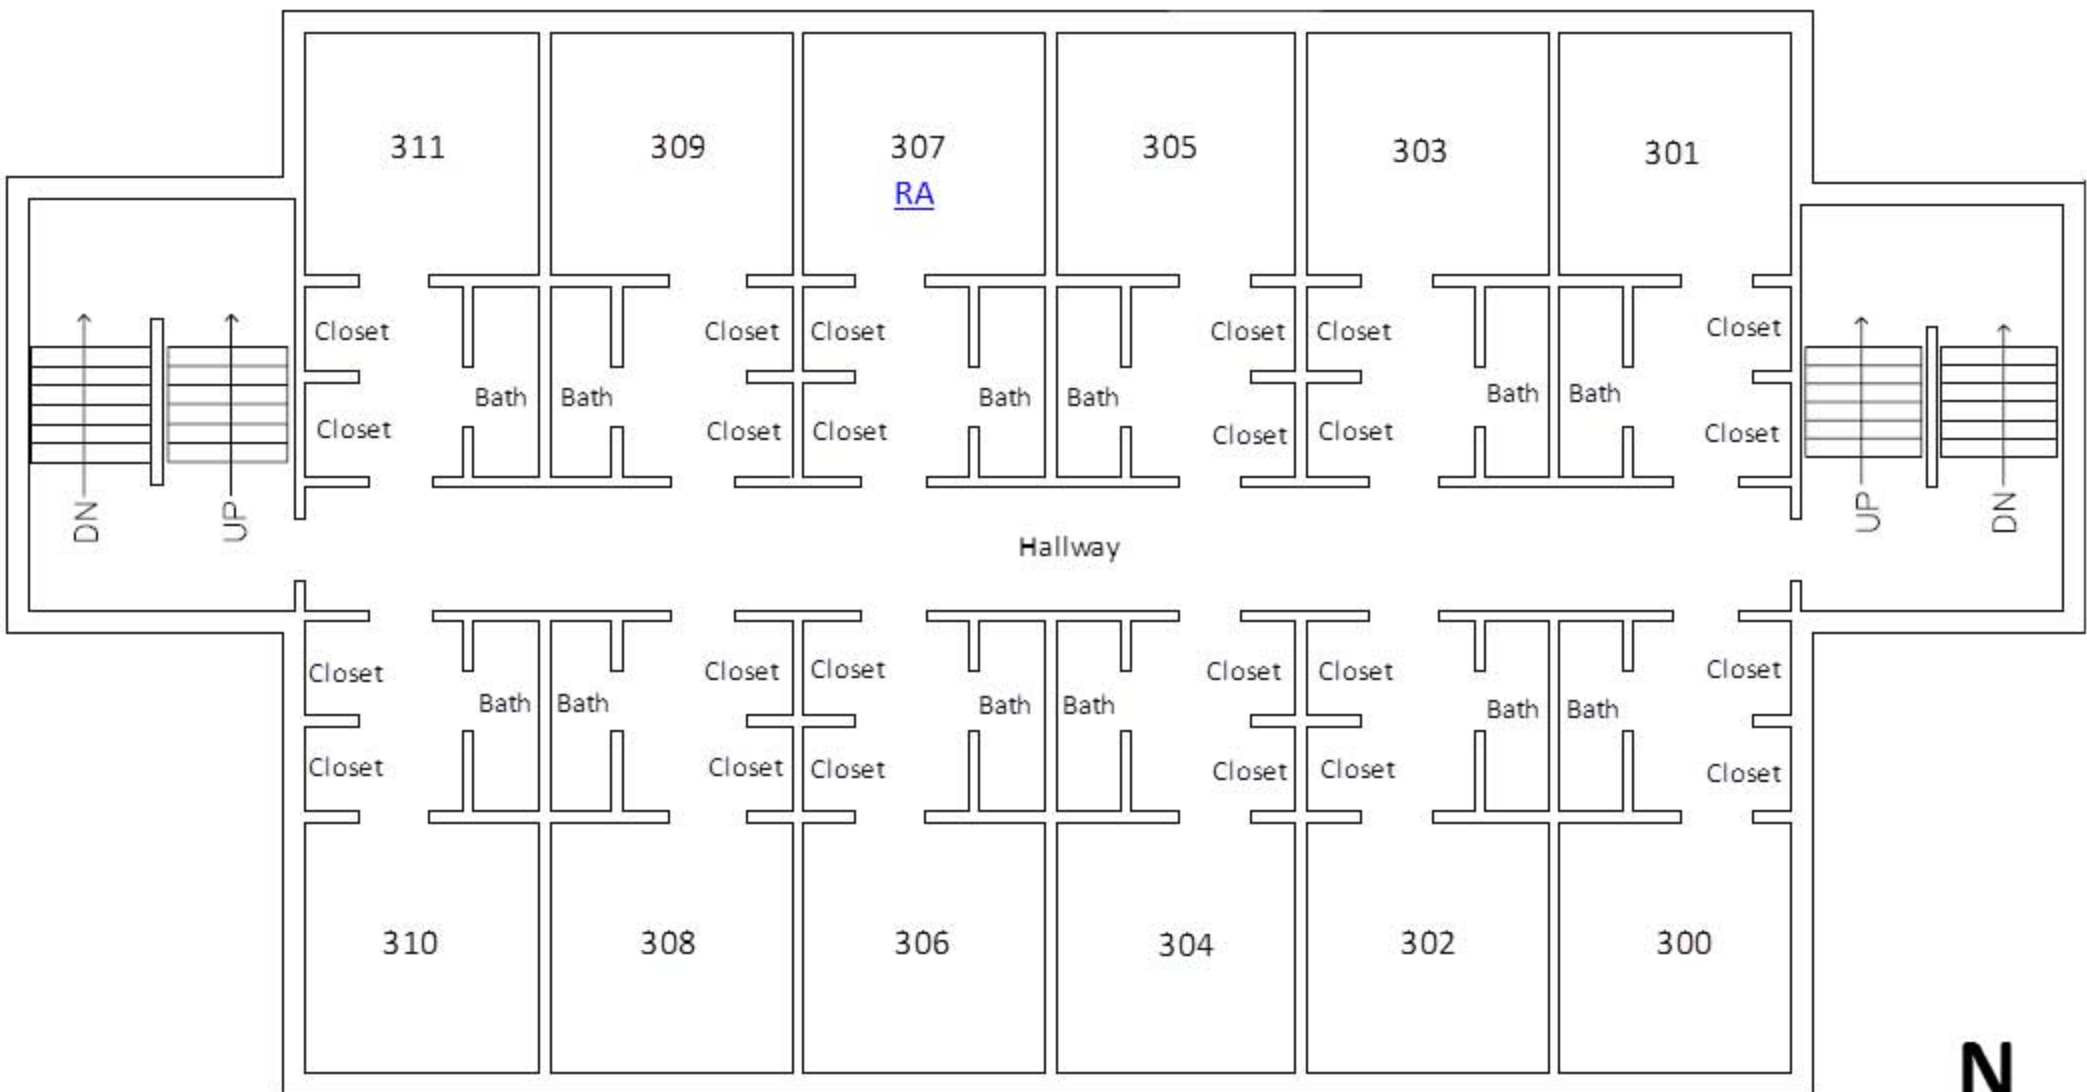 311 309 307 305 303 301
RA
Closet Closet Closet Closet Closet Closet
Bath Bath Bath Bath Bath Bath
Closet Closet Closet Closet Closet Closet
DN UP UP DN
Hallway
Closet Closet Closet Closet Closet Closet
Bath Bath Bath Bath Bath Bath
Closet Closet Closet Closet Closet Closet
310 308 306 304 302 300
N